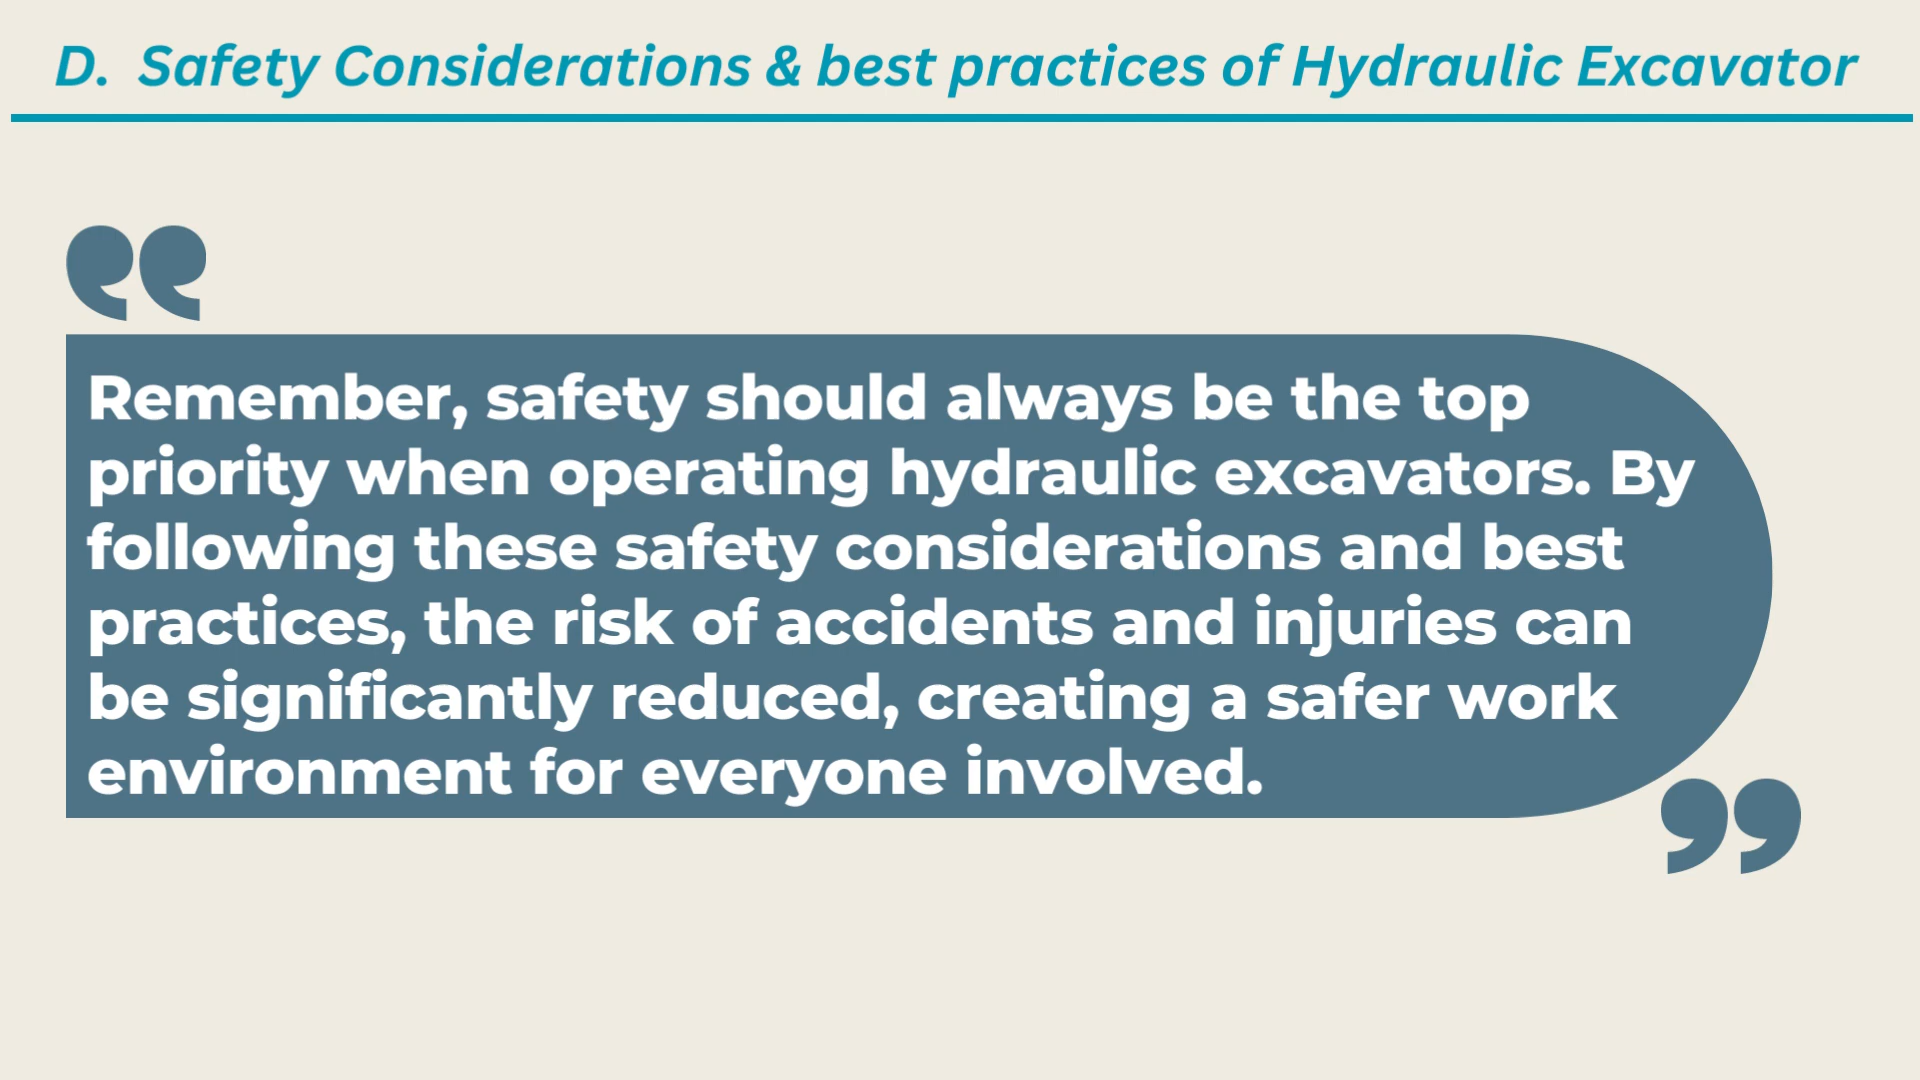 D. Safety Considerations & best practices of Hydraulic Excavator
“
Remember, safety should always be the top
priority when operating hydraulic excavators. By
following these safety considerations and best
practices, the risk of accidents and injuries can
be significantly reduced, creating a safer work
environment for everyone involved.
”